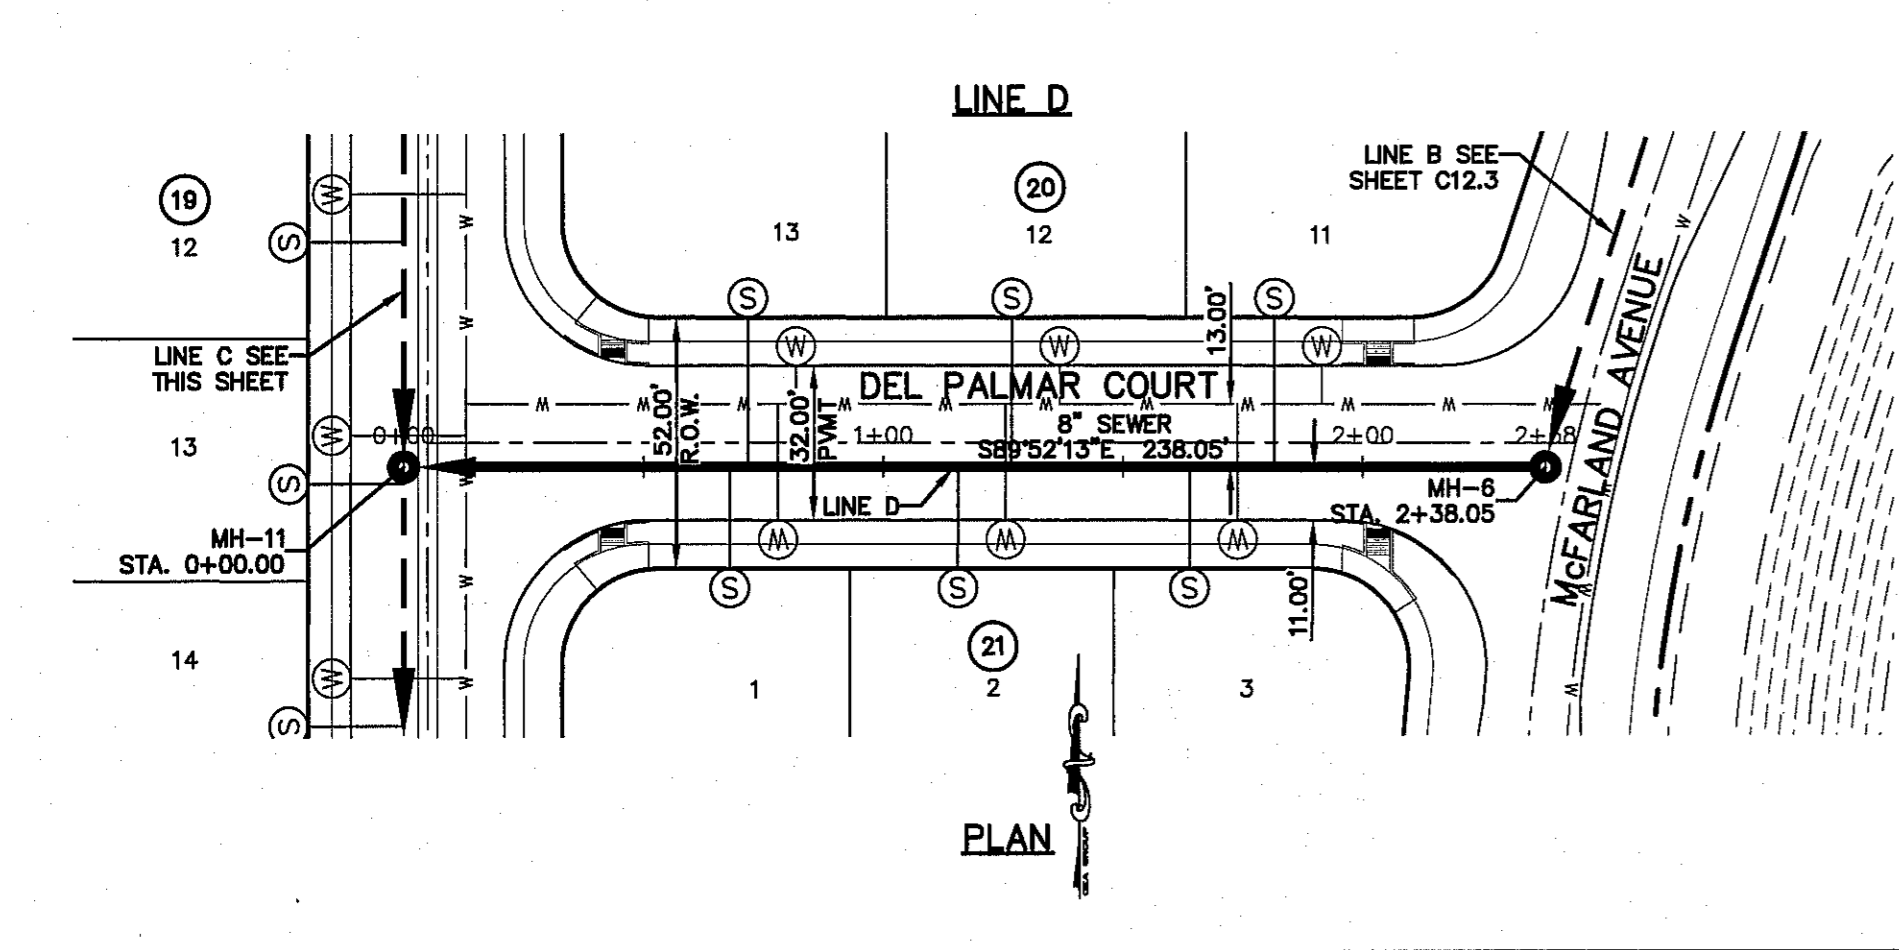 LINE D
LINE B SEE
SHEET C12.3
19
12
20
13
12
11
S
S
S
S
W
W
W
W
W
LINE C SEE
THIS SHEET
13.00'
52.00'
R.O.W.
32.00'
PVMT
DEL PALMAR COURT
McFARLAND AVENUE
8" SEWER
S89°52'13"E 238.05'
0+00
1+00
2+00
13
W
S
LINE D
MH-6
STA. 2+38.05
MH-11
STA. 0+00.00
W
W
W
S
S
S
11.00'
14
W
S
21
1
2
3
PLAN